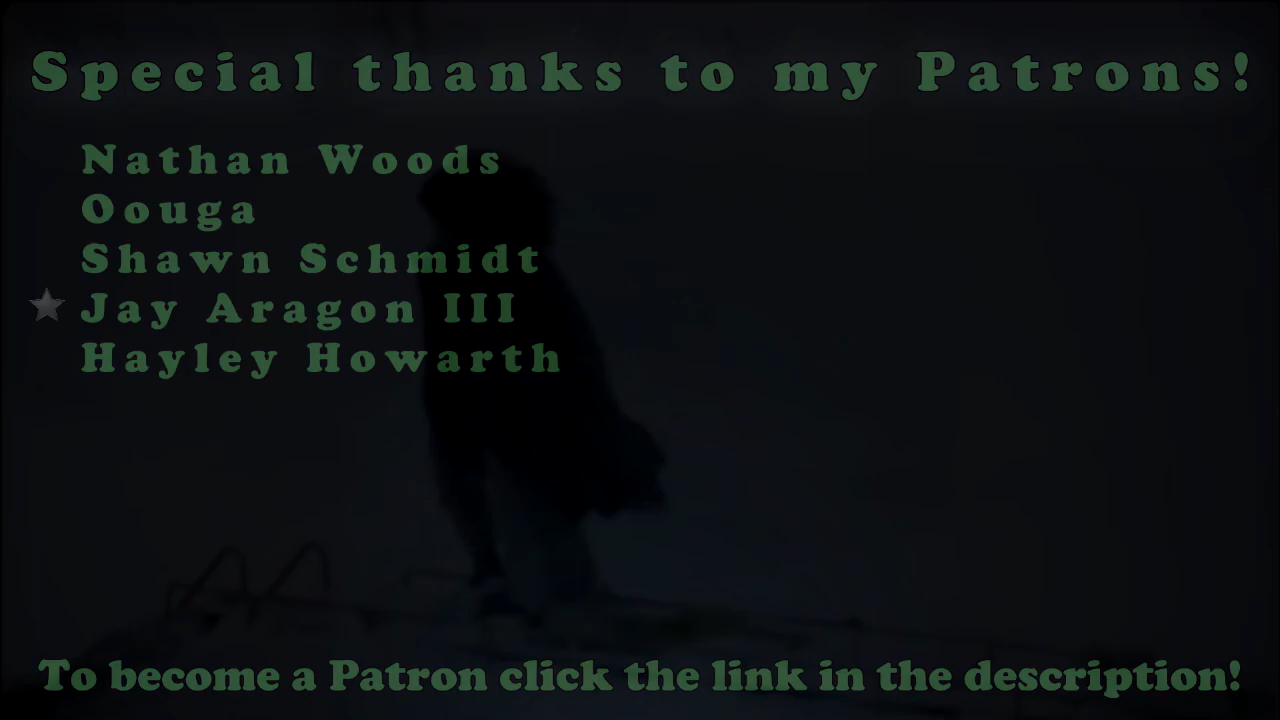 Special thanks to my Patrons!
Nathan Woods
Oouga
Shawn Schmidt
Jay Aragon III
Hayley Howarth
To become a Patron click the link in the description!